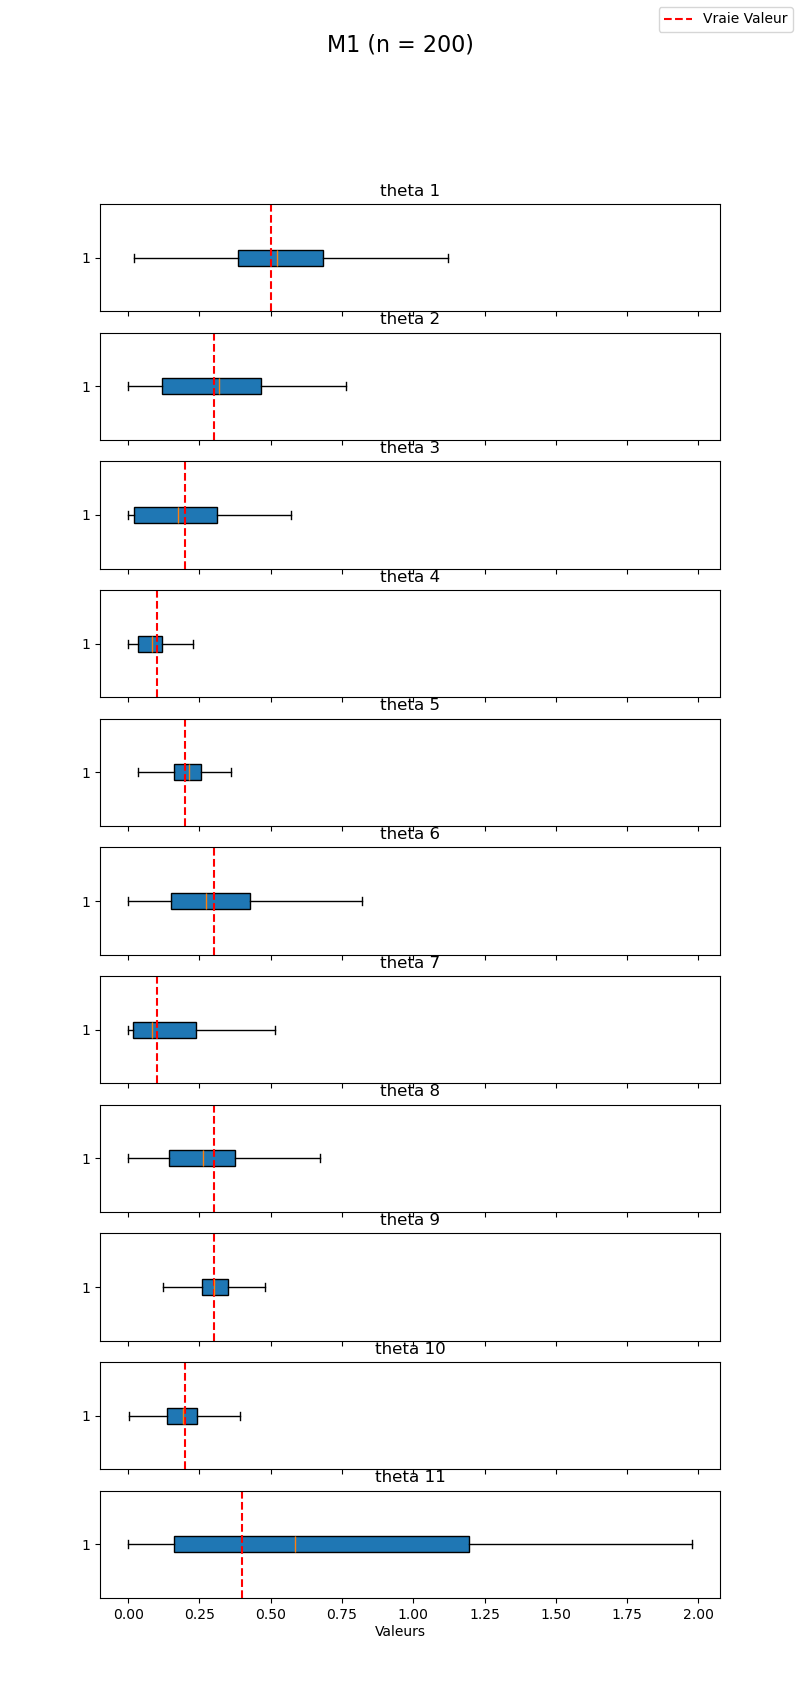 Vraie Valeur
M1 (n = 200)
theta 1
1
theta 2
1
theta 3
1
theta 4
1
theta 5
1
theta 6
1
theta 7
1
theta 8
1
theta 9
1
theta 10
1
theta 11
1
0.00 0.25 0.50 0.75 1.00 1.25 1.50 1.75 2.00
Valeurs